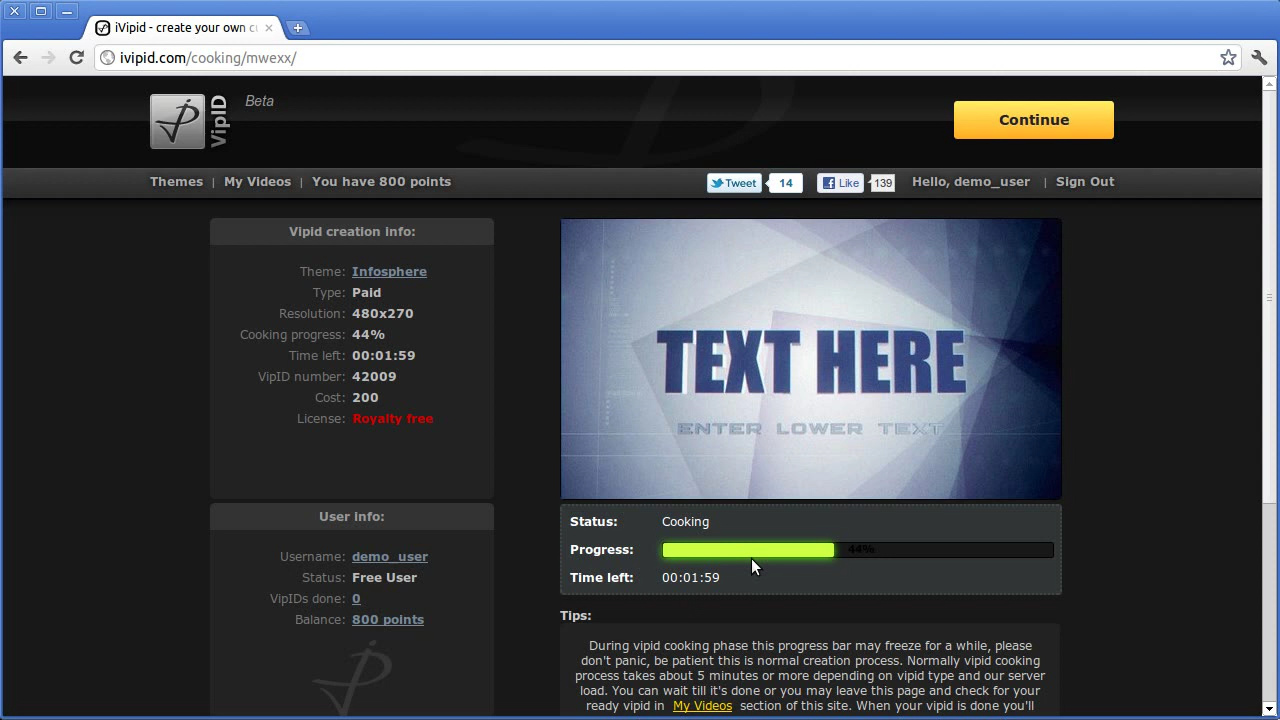 iVipid - create your own c
ivipid.com/cooking/mwexx/
VipID
Beta
Continue
Themes | My Videos | You have 800 points
Tweet 14 Like 139 Hello, demo_user | Sign Out
Vipid creation info:
Theme: Infosphere
Type: Paid
Resolution: 480x270
Cooking progress: 44%
Time left: 00:01:59
VipID number: 42009
Cost: 200
License: Royalty free
User info:
Username: demo_user
Status: Free User
VipIDs done: 0
Balance: 800 points
TEXT HERE
ENTER LOWER TEXT
Status: Cooking
Progress: 44%
Time left: 00:01:59
Tips:
During vipid cooking phase this progress bar may freeze for a while, please
don't panic, be patient this is normal creation process. Normally vipid cooking
process takes about 5 minutes or more depending on vipid type and our server
load. You can wait till it's done or you may leave this page and check for your
ready vipid in My Videos section of this site. When your vipid is done you'll